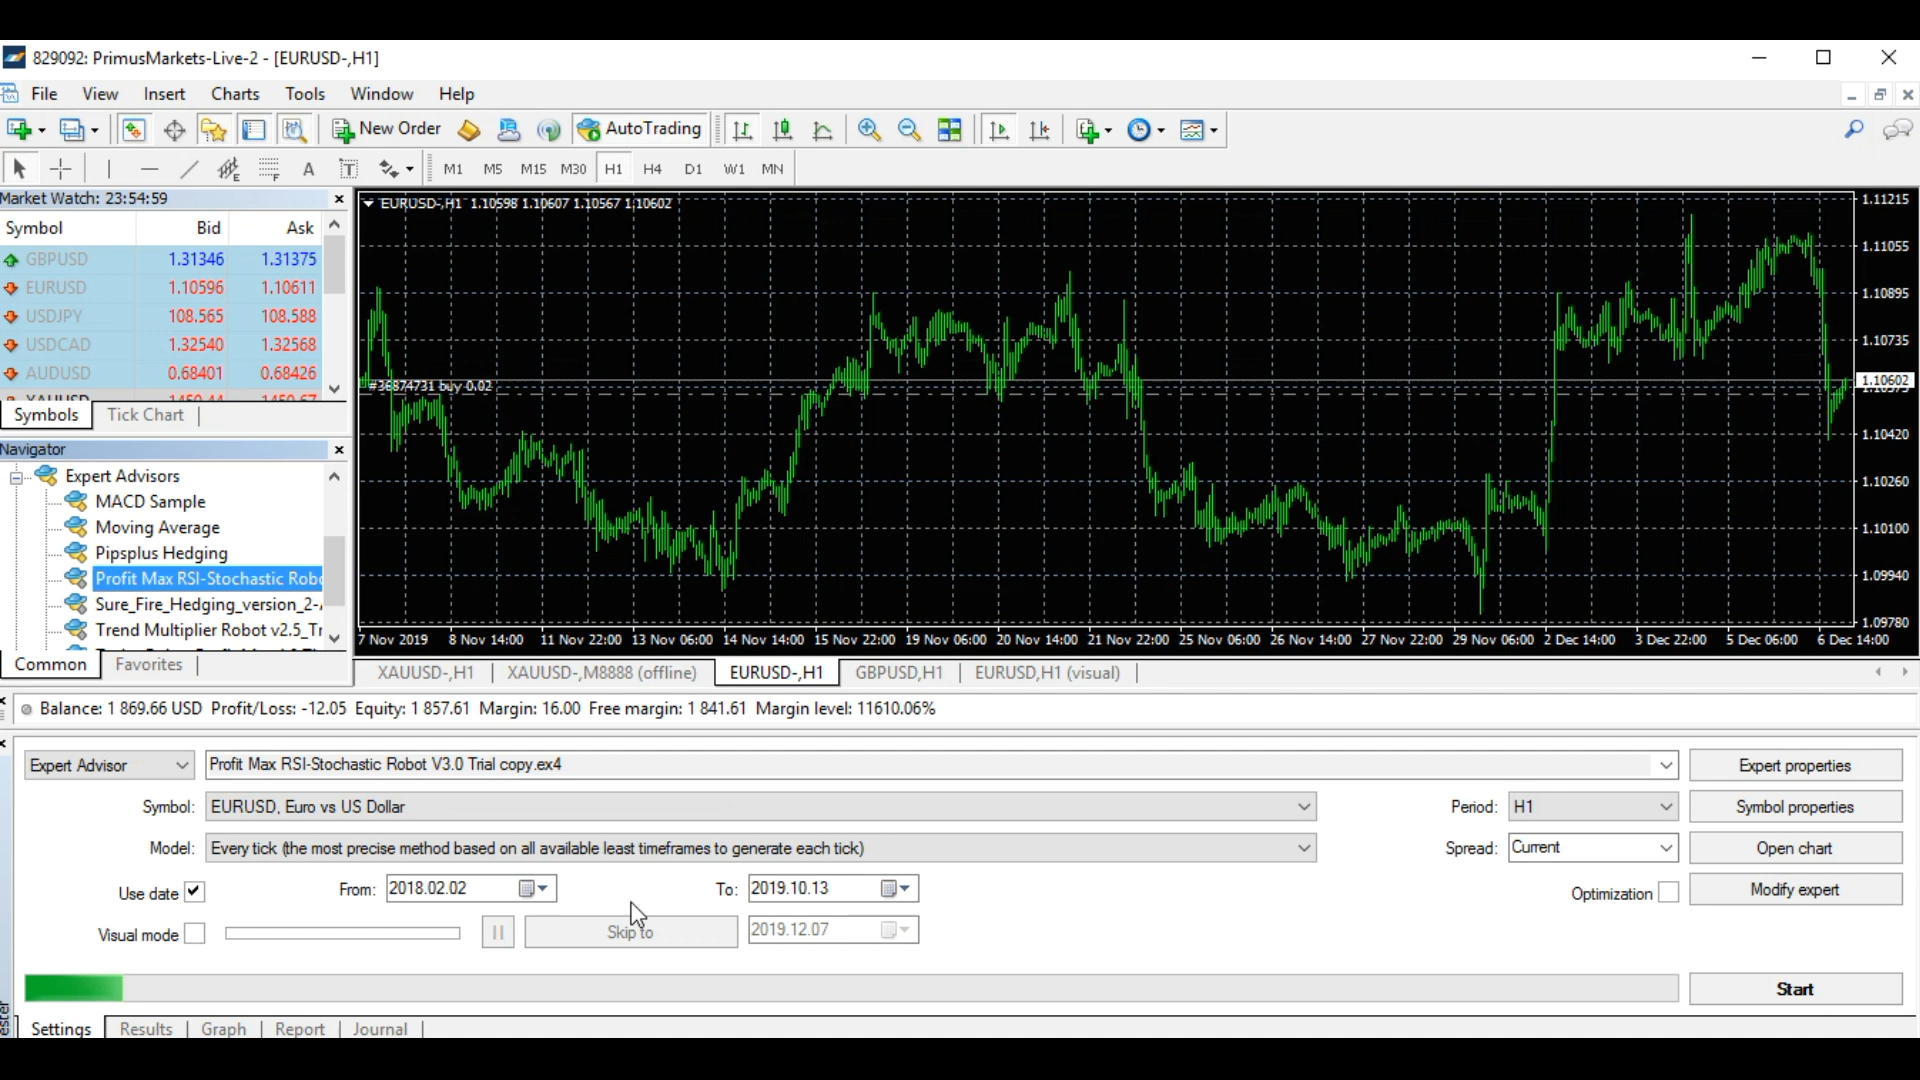 829092: PrimusMarkets-Live-2 - [EURUSD-,H1]
File View Insert Charts Tools Window Help
New Order AutoTrading
A T M1 M5 M15 M30 H1 H4 D1 W1 MN
Market Watch: 23:54:59
Symbol Bid Ask
GBPUSD 1.31346 1.31375
EURUSD 1.10596 1.10611
USDJPY 108.565 108.588
USDCAD 1.32540 1.32568
AUDUSD 0.68401 0.68426
XAUUSD 1459.44 1459.67
Symbols Tick Chart
Navigator
Expert Advisors
MACD Sample
Moving Average
Pipsplus Hedging
Profit Max RSI-Stochastic Robo
Sure_Fire_Hedging_version_2-
Trend Multiplier Robot v2.5_Tr
Common Favorites
EURUSD-,H1 1.10598 1.10607 1.10567 1.10602
#36874731 buy 0.02
1.11215
1.11055
1.10895
1.10735
1.10602
1.10420
1.10260
1.10100
1.09940
1.09780
7 Nov 2019 8 Nov 14:00 11 Nov 22:00 13 Nov 06:00 14 Nov 14:00 15 Nov 22:00 19 Nov 06:00 20 Nov 14:00 21 Nov 22:00 25 Nov 06:00 26 Nov 14:00 27 Nov 22:00 29 Nov 06:00 2 Dec 14:00 3 Dec 22:00 5 Dec 06:00 6 Dec 14:00
XAUUSD-,H1 XAUUSD-,M8888 (offline) EURUSD-,H1 GBPUSD,H1 EURUSD,H1 (visual)
Balance: 1 869.66 USD Profit/Loss: -12.05 Equity: 1 857.61 Margin: 16.00 Free margin: 1 841.61 Margin level: 11610.06%
Expert Advisor Profit Max RSI-Stochastic Robot V3.0 Trial copy.ex4 Expert properties
Symbol: EURUSD, Euro vs US Dollar Period: H1 Symbol properties
Model: Every tick (the most precise method based on all available least timeframes to generate each tick) Spread: Current Open chart
Use date From: 2018.02.02 To: 2019.10.13 Optimization Modify expert
Visual mode Skip to 2019.12.07
Start
Settings Results Graph Report Journal